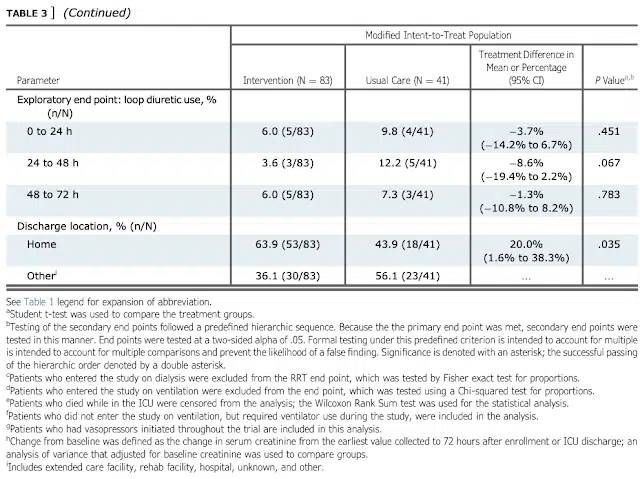 TABLE 3 ] (Continued)
Modified Intent-to-Treat Population
Parameter Intervention (N = 83) Usual Care (N = 41) Treatment Difference in Mean or Percentage (95% CI) P Value^a,b
Exploratory end point: loop diuretic use, % (n/N)
0 to 24 h 6.0 (5/83) 9.8 (4/41) −3.7% (−14.2% to 6.7%) .451
24 to 48 h 3.6 (3/83) 12.2 (5/41) −8.6% (−19.4% to 2.2%) .067
48 to 72 h 6.0 (5/83) 7.3 (3/41) −1.3% (−10.8% to 8.2%) .783
Discharge location, % (n/N)
Home 63.9 (53/83) 43.9 (18/41) 20.0% (1.6% to 38.3%) .035
Other^i 36.1 (30/83) 56.1 (23/41) ... ...
See Table 1 legend for expansion of abbreviation.
^aStudent t-test was used to compare the treatment groups.
^bTesting of the secondary end points followed a predefined hierarchic sequence. Because the the primary end point was met, secondary end points were
tested in this manner. End points were tested at a two-sided alpha of .05. Formal testing under this predefined criterion is intended to account for multiple
is intended to account for multiple comparisons and prevent the likelihood of a false finding. Significance is denoted with an asterisk; the successful passing
of the hierarchic order denoted by a double asterisk.
^cPatients who entered the study on dialysis were excluded from the RRT end point, which was tested by Fisher exact test for proportions.
^dPatients who entered the study on ventilation were excluded from the end point, which was tested using a Chi-squared test for proportions.
^ePatients who died while in the ICU were censored from the analysis; the Wilcoxon Rank Sum test was used for the statistical analysis.
^fPatients who did not enter the study on ventilation, but required ventilator use during the study, were included in the analysis.
^gPatients who had vasopressors initiated throughout the trial are included in this analysis.
^hChange from baseline was defined as the change in serum creatinine from the earliest value collected to 72 hours after enrollment or ICU discharge; an
analysis of variance that adjusted for baseline creatinine was used to compare groups.
^iIncludes extended care facility, rehab facility, hospital, unknown, and other.